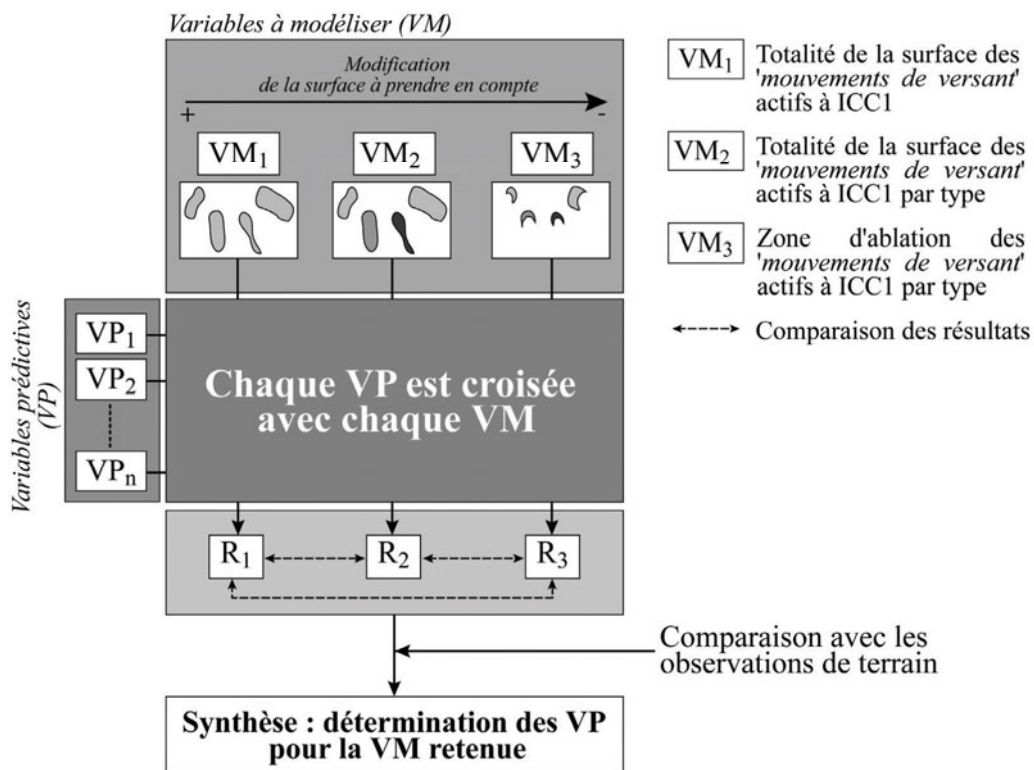 Variables à modéliser (VM)
Modification
de la surface à prendre en compte
+
-
VM1
VM2
VM3
Variables prédictives
(VP)
VP1
VP2
VPn
Chaque VP est croisée
avec chaque VM
R1
R2
R3
Comparaison avec les
observations de terrain
Synthèse : détermination des VP
pour la VM retenue
VM1
Totalité de la surface des
'mouvements de versant'
actifs à ICC1
VM2
Totalité de la surface des
'mouvements de versant'
actifs à ICC1 par type
VM3
Zone d'ablation des
'mouvements de versant'
actifs à ICC1 par type
Comparaison des résultats